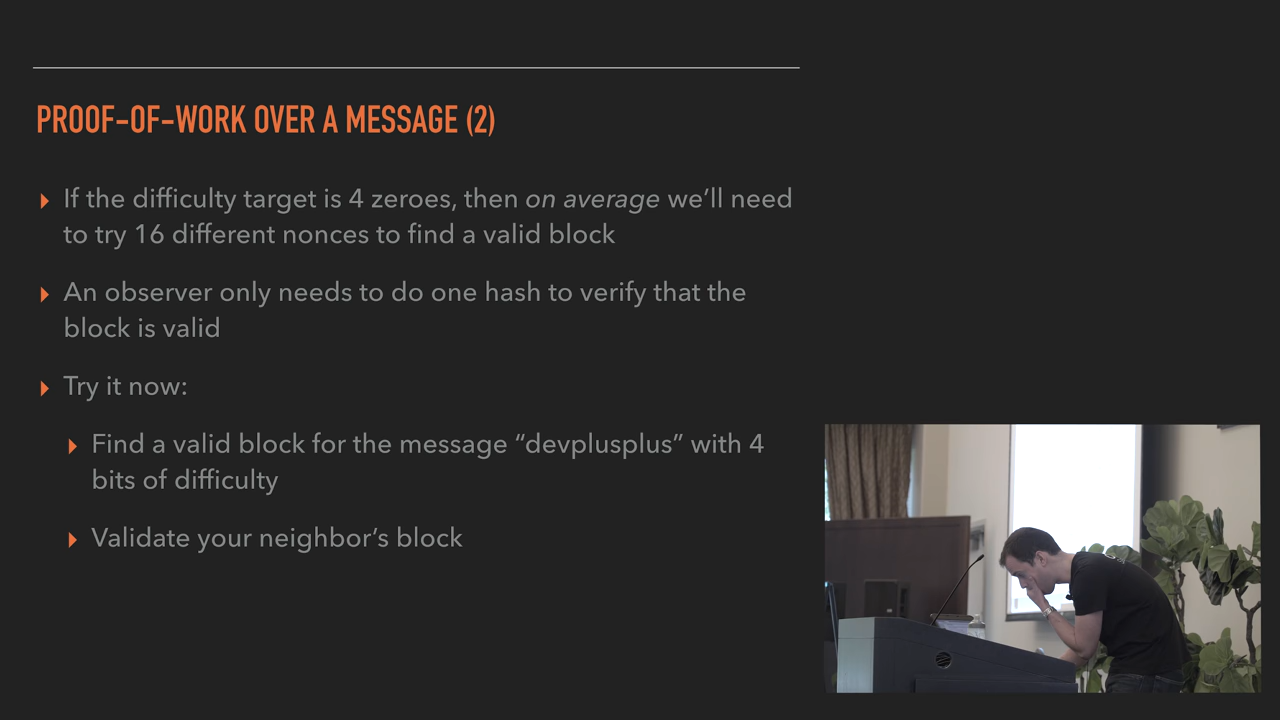 PROOF-OF-WORK OVER A MESSAGE (2)
If the difficulty target is 4 zeroes, then on average we’ll need
to try 16 different nonces to find a valid block
An observer only needs to do one hash to verify that the
block is valid
Try it now:
Find a valid block for the message “devplusplus” with 4
bits of difficulty
Validate your neighbor’s block